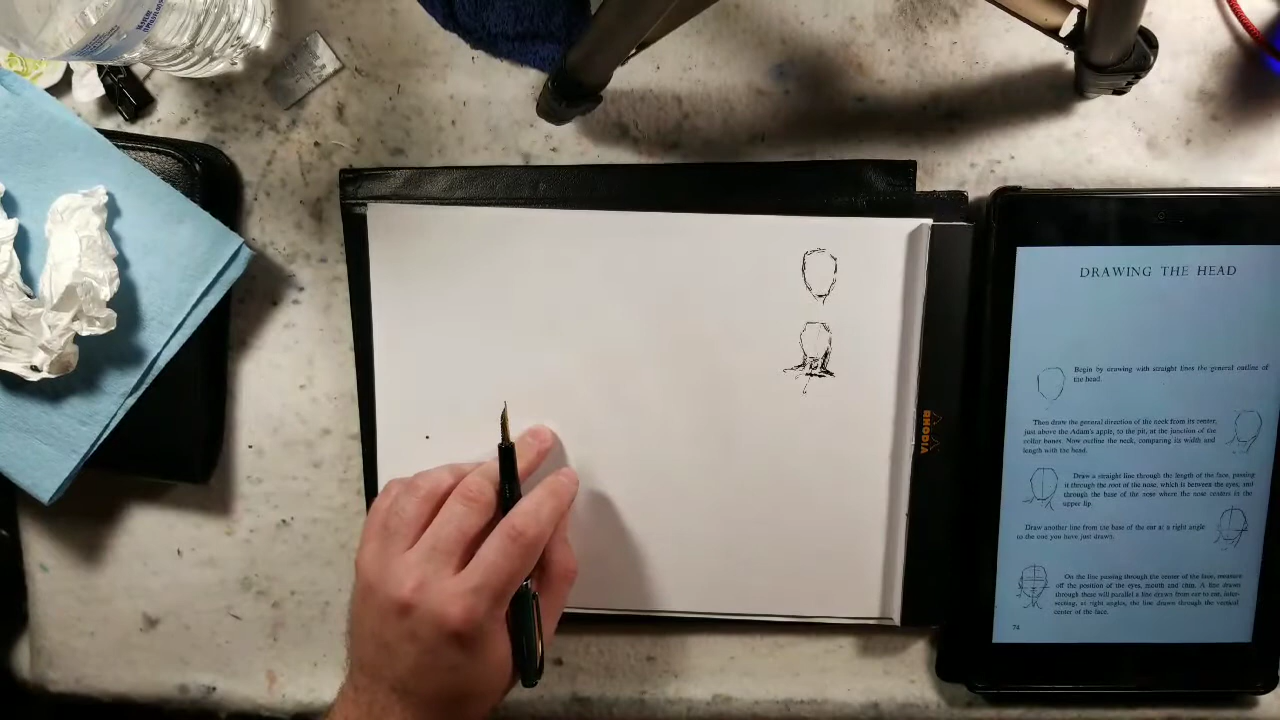 DRAWING THE HEAD
Begin by drawing with straight lines the general outline of
the head.
Then draw the general direction of the neck from its center,
just above the Adam's apple, to the pit, at the junction of the
collar bones. Now outline the neck, comparing its width and
length with the head.
Draw a straight line through the length of the face, passing
it through the root of the nose, which is between the eyes, and
through the base of the nose where the nose centers in the
upper lip.
Draw another line from the base of the ear at a right angle
to the one you have just drawn.
On the line passing through the center of the face, measure
off the position of the eyes, mouth and chin. A line drawn
through these will parallel a line drawn from ear to ear, inter-
secting, at right angles, the line drawn through the vertical
center of the face.
74
RHODIA